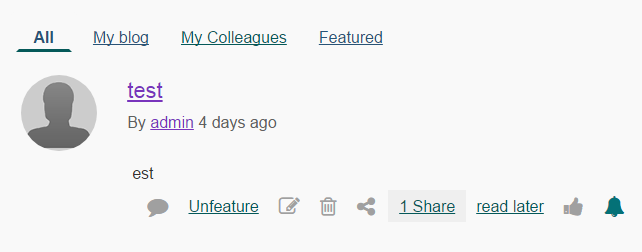 All My blog My Colleagues Featured
test
By admin 4 days ago
est
Unfeature 1 Share read later